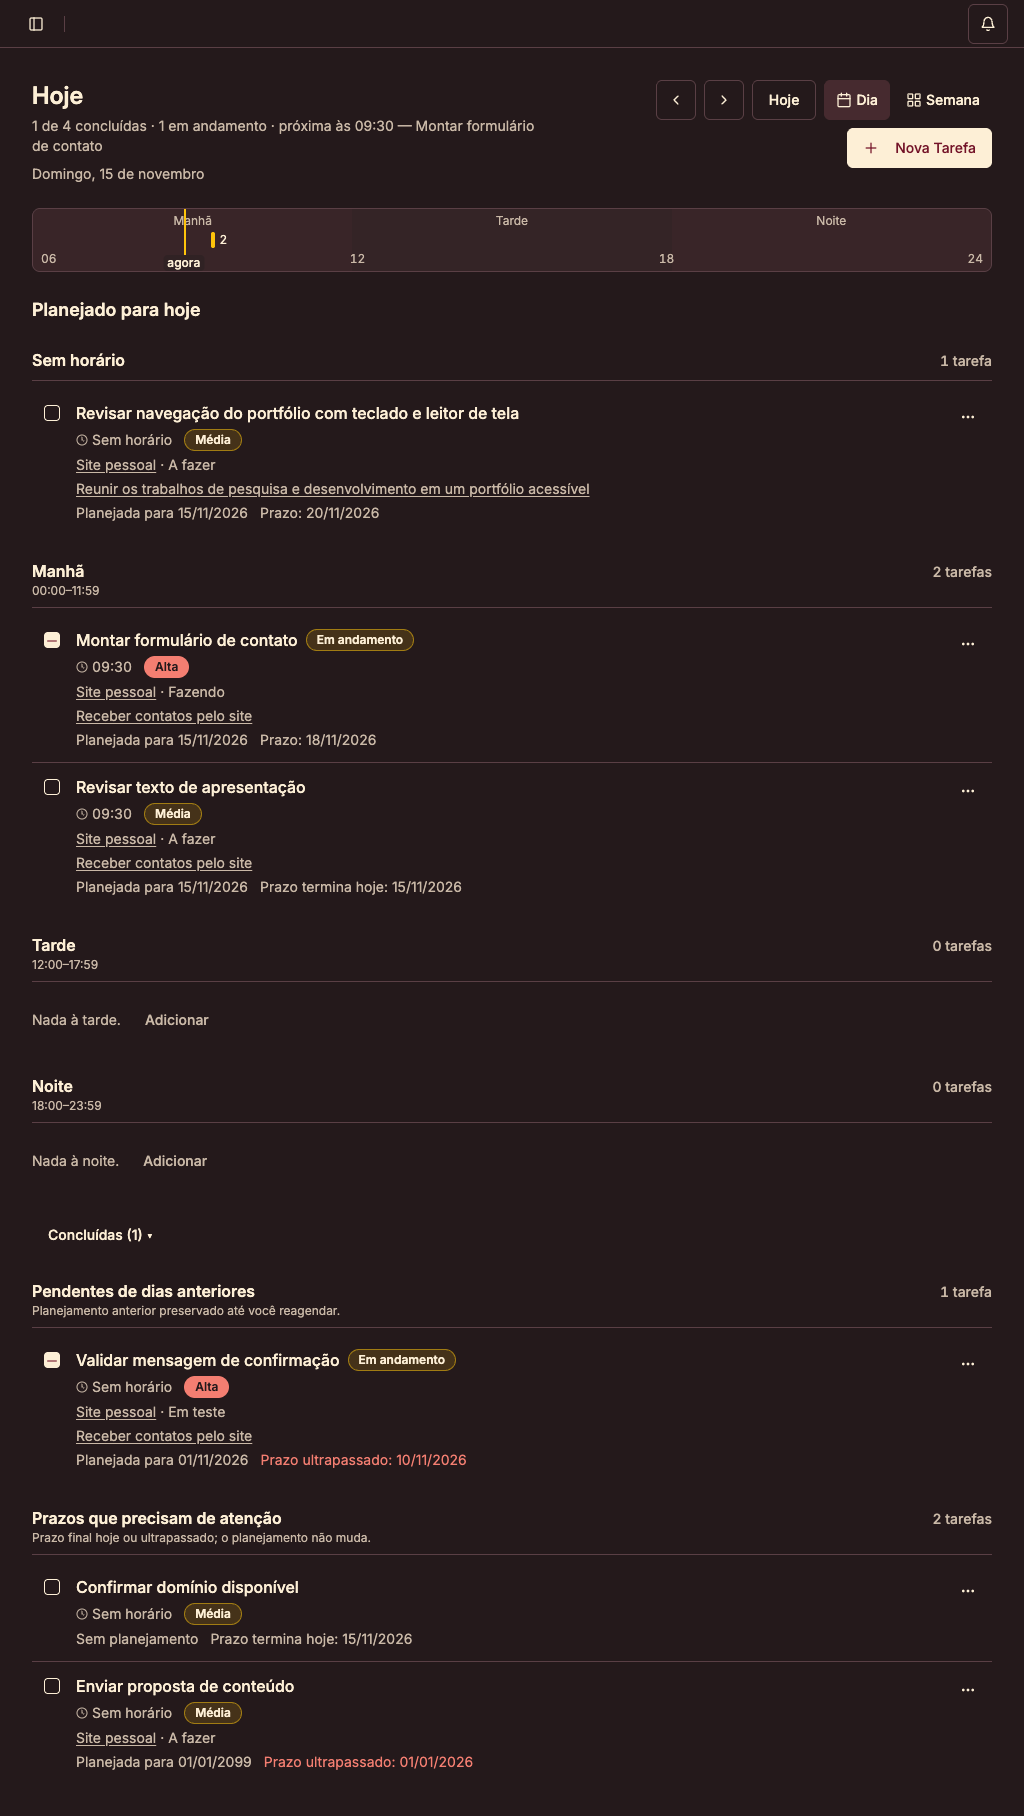 Hoje
1 de 4 concluídas · 1 em andamento · próxima às 09:30 — Montar formulário
de contato
Domingo, 15 de novembro
Hoje
Dia
Semana
Nova Tarefa
Manhã
Tarde
Noite
2
06
agora
12
18
24
Planejado para hoje
Sem horário
1 tarefa
Revisar navegação do portfólio com teclado e leitor de tela
Sem horário Média
Site pessoal · A fazer
Reunir os trabalhos de pesquisa e desenvolvimento em um portfólio acessível
Planejada para 15/11/2026 Prazo: 20/11/2026
Manhã
2 tarefas
00:00–11:59
Montar formulário de contato Em andamento
09:30 Alta
Site pessoal · Fazendo
Receber contatos pelo site
Planejada para 15/11/2026 Prazo: 18/11/2026
Revisar texto de apresentação
09:30 Média
Site pessoal · A fazer
Receber contatos pelo site
Planejada para 15/11/2026 Prazo termina hoje: 15/11/2026
Tarde
0 tarefas
12:00–17:59
Nada à tarde. Adicionar
Noite
0 tarefas
18:00–23:59
Nada à noite. Adicionar
Concluídas (1) ▾
Pendentes de dias anteriores
1 tarefa
Planejamento anterior preservado até você reagendar.
Validar mensagem de confirmação Em andamento
Sem horário Alta
Site pessoal · Em teste
Receber contatos pelo site
Planejada para 01/11/2026 Prazo ultrapassado: 10/11/2026
Prazos que precisam de atenção
2 tarefas
Prazo final hoje ou ultrapassado; o planejamento não muda.
Confirmar domínio disponível
Sem horário Média
Sem planejamento Prazo termina hoje: 15/11/2026
Enviar proposta de conteúdo
Sem horário Média
Site pessoal · A fazer
Planejada para 01/01/2099 Prazo ultrapassado: 01/01/2026